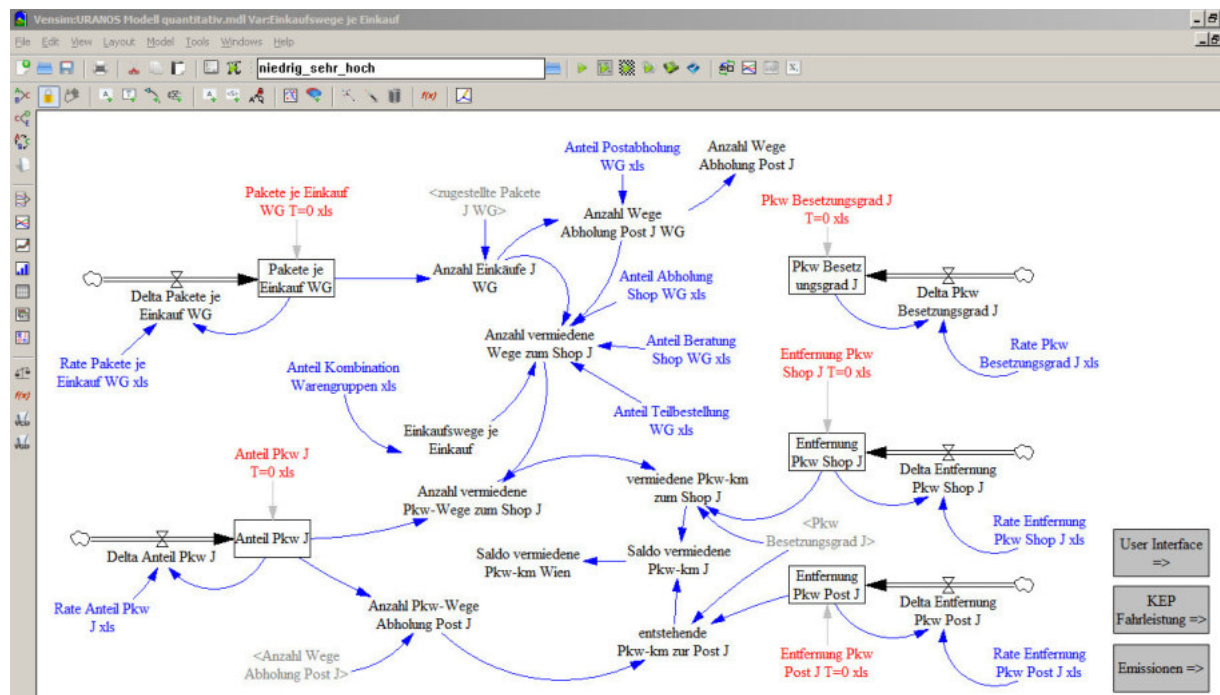 Vensim:URANOS Modell quantitativ.mdl Var:Einkaufswege je Einkauf
File Edit View Layout Model Tools Windows Help
niedrig_sehr_hoch
Anteil Postabholung
WG xls
Anzahl Wege
Abholung Post J
Pakete je Einkauf
WG T=0 xls
<zugestellte Pakete
J WG>
Anzahl Wege
Abholung Post J WG
Pkw Besetzungsgrad J
T=0 xls
Pakete je
Einkauf WG
Anzahl Einkäufe J
WG
Anteil Abholung
Shop WG xls
Pkw Besetz
ungsgrad J
Delta Pakete je
Einkauf WG
Delta Pkw
Besetzungsgrad J
Anzahl vermiedene
Wege zum Shop J
Anteil Beratung
Shop WG xls
Rate Pakete je
Einkauf WG xls
Anteil Kombination
Warengruppen xls
Entfernung Pkw
Shop J T=0 xls
Rate Pkw
Besetzungsgrad J xls
Anteil Teilbestellung
WG xls
Einkaufswege je
Einkauf
Entfernung
Pkw Shop J
Anteil Pkw J
T=0 xls
Anzahl vermiedene
Pkw-Wege zum Shop J
vermiedene Pkw-km
zum Shop J
Delta Entfernung
Pkw Shop J
<Pkw
Besetzungsgrad J>
Rate Entfernung
Pkw Shop J xls
Anteil Pkw J
Delta Anteil Pkw J
Saldo vermiedene
Pkw-km Wien
Saldo vermiedene
Pkw-km J
User Interface
=>
Entfernung
Pkw Post J
Rate Anteil Pkw
J xls
Anzahl Pkw-Wege
Abholung Post J
Delta Entfernung
Pkw Post J
KEP
Fahrleistung =>
entstehende
Pkw-km zur Post J
<Anzahl Wege
Abholung Post J>
Entfernung Pkw
Post J T=0 xls
Rate Entfernung
Pkw Post J xls
Emissionen =>